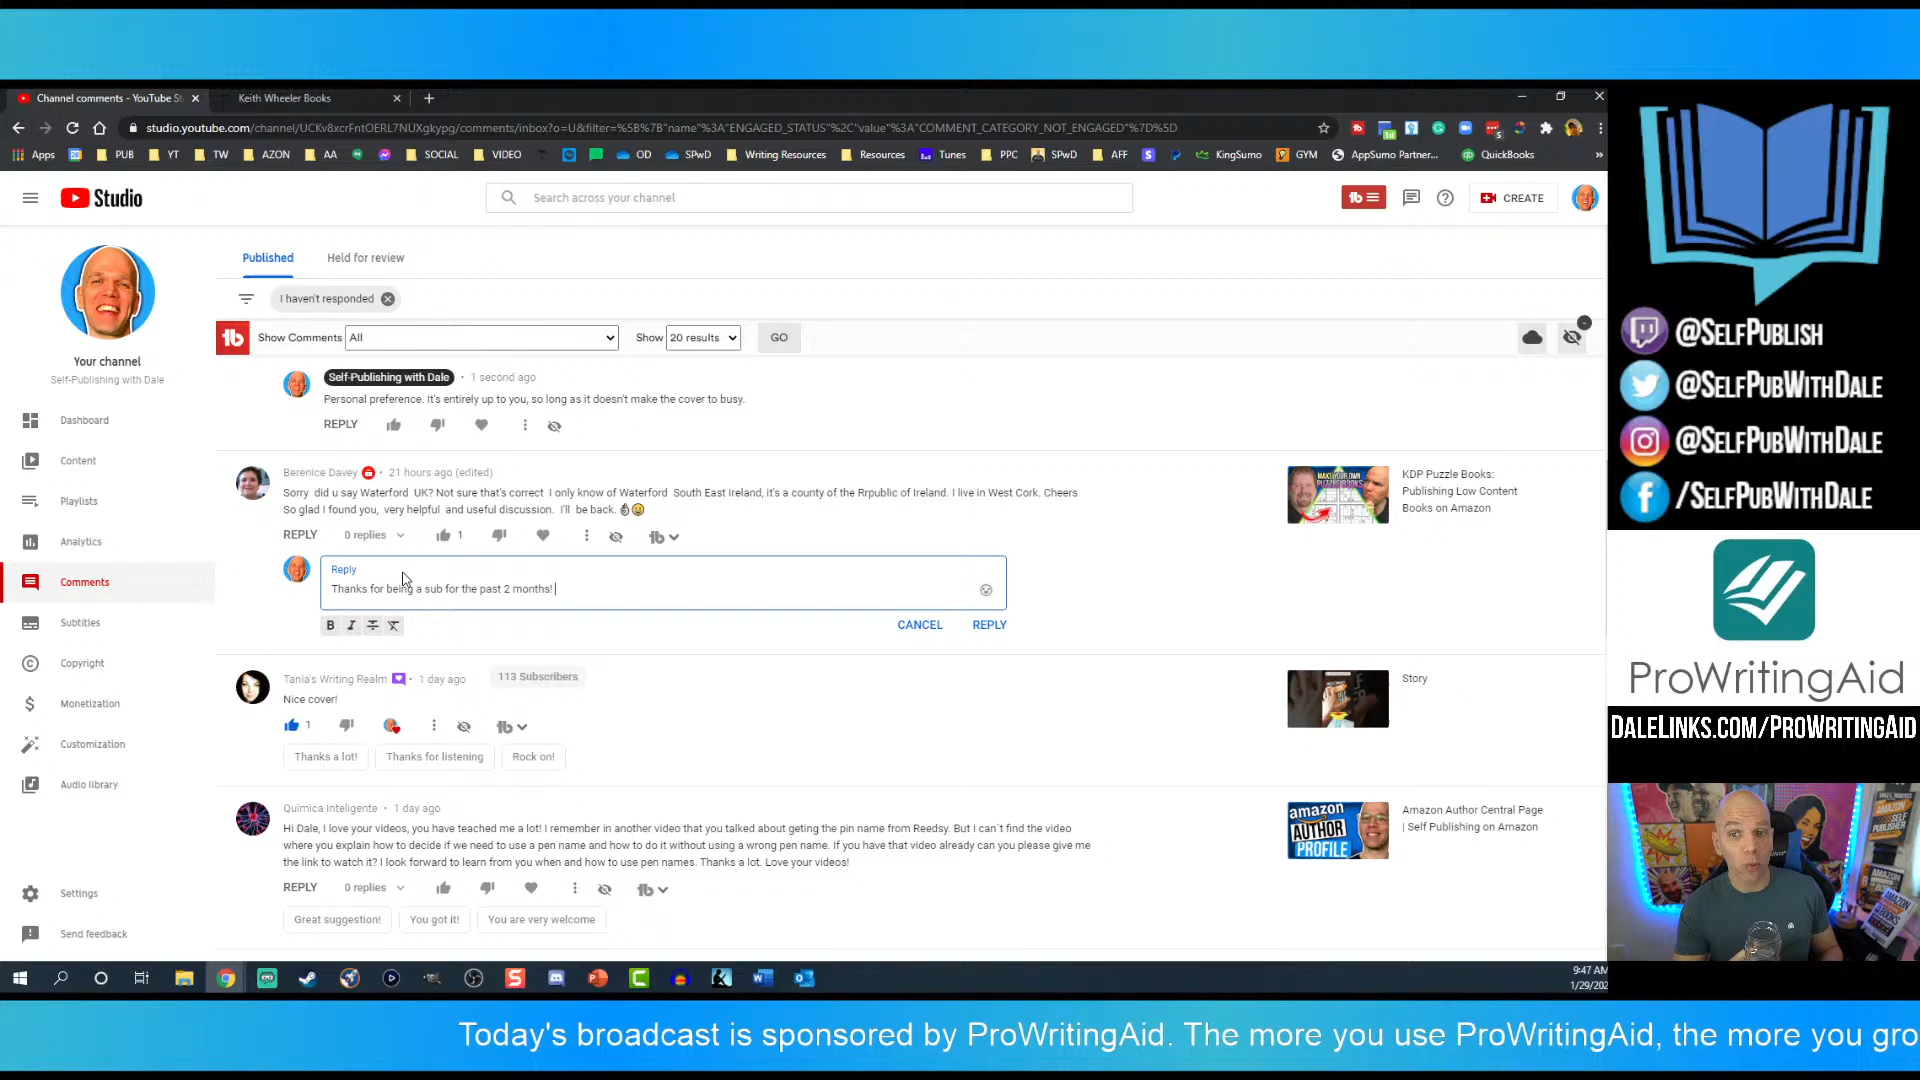 Channel comments - YouTube St
Keith Wheeler Books
studio.youtube.com/channel/UCKv8xcrFntOERL7NUXgkypg/comments/inbox?o=U&filter=%5B%7B"name"%3A"ENGAGED_STATUS"%2C"value"%3A"COMMENT_CATEGORY_NOT_ENGAGED"%7D%5D
Apps PUB YT TW AZON AA SOCIAL VIDEO OD SPwD Writing Resources Resources Tunes PPC SPwD AFF KingSumo GYM AppSumo Partner... QuickBooks »
Studio
Search across your channel
CREATE
Your channel
Self-Publishing with Dale
Dashboard
Content
Playlists
Analytics
Comments
Subtitles
Copyright
Monetization
Customization
Audio library
Settings
Send feedback
Published
Held for review
I haven't responded
Show Comments All Show 20 results GO
Self-Publishing with Dale • 1 second ago
Personal preference. It's entirely up to you, so long as it doesn't make the cover to busy.
REPLY
Berenice Davey • 21 hours ago (edited)
Sorry did u say Waterford UK? Not sure that's correct I only know of Waterford South East Ireland, it's a county of the Rrpublic of Ireland. I live in West Cork. Cheers
So glad I found you, very helpful and useful discussion. I'll be back.
REPLY 0 replies 1
Reply
Thanks for being a sub for the past 2 months!
B I
CANCEL REPLY
MAKE YOUR OWN
PUZZLE BOOKS
KDP Puzzle Books:
Publishing Low Content
Books on Amazon
Tania's Writing Realm • 1 day ago 113 Subscribers
Nice cover!
1
Thanks a lot! Thanks for listening Rock on!
Story
Quimica Inteligente • 1 day ago
Hi Dale, I love your videos, you have teached me a lot! I remember in another video that you talked about geting the pin name from Reedsy. But I can´t find the video
where you explain how to decide if we need to use a pen name and how to do it without using a wrong pen name. If you have that video already can you please give me
the link to watch it? I look forward to learn from you when and how to use pen names. Thanks a lot. Love your videos!
REPLY 0 replies
Great suggestion! You got it! You are very welcome
amazon
AUTHOR
PROFILE
Amazon Author Central Page
| Self Publishing on Amazon
9:47 AM
1/29/202
@SELFPUBLISH
@SELFPUBWITHDALE
@SELFPUBWITHDALE
/SELFPUBWITHDALE
ProWritingAid
DALELINKS.COM/PROWRITINGAID
Today's broadcast is sponsored by ProWritingAid. The more you use ProWritingAid, the more you gro